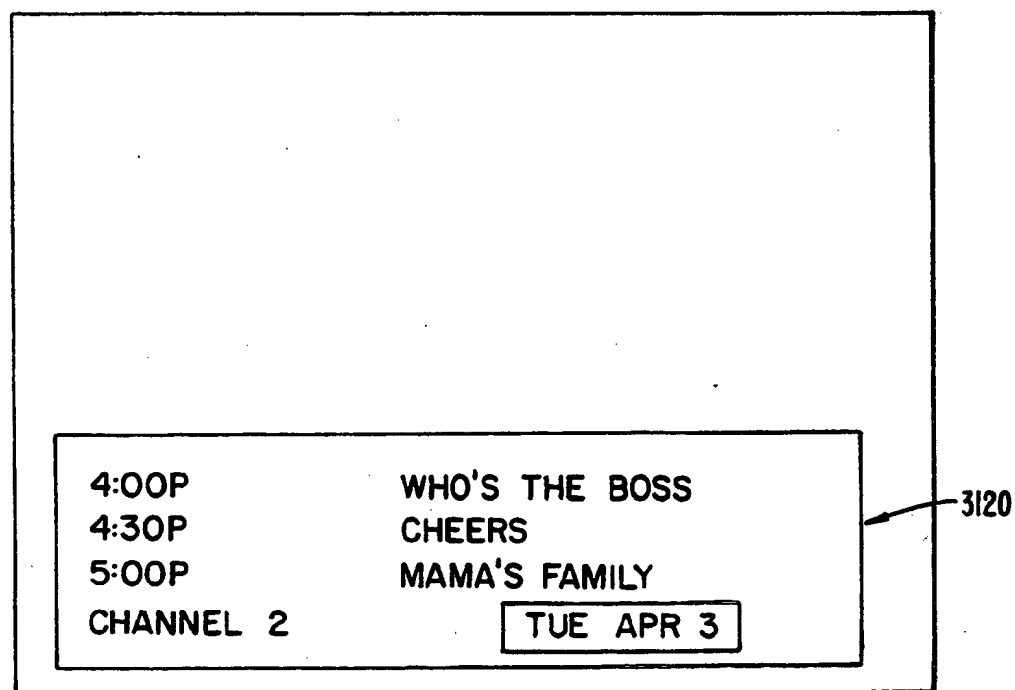 4:00P WHO'S THE BOSS
4:30P CHEERS
5:00P MAMA'S FAMILY
CHANNEL 2 TUE APR 3
3120